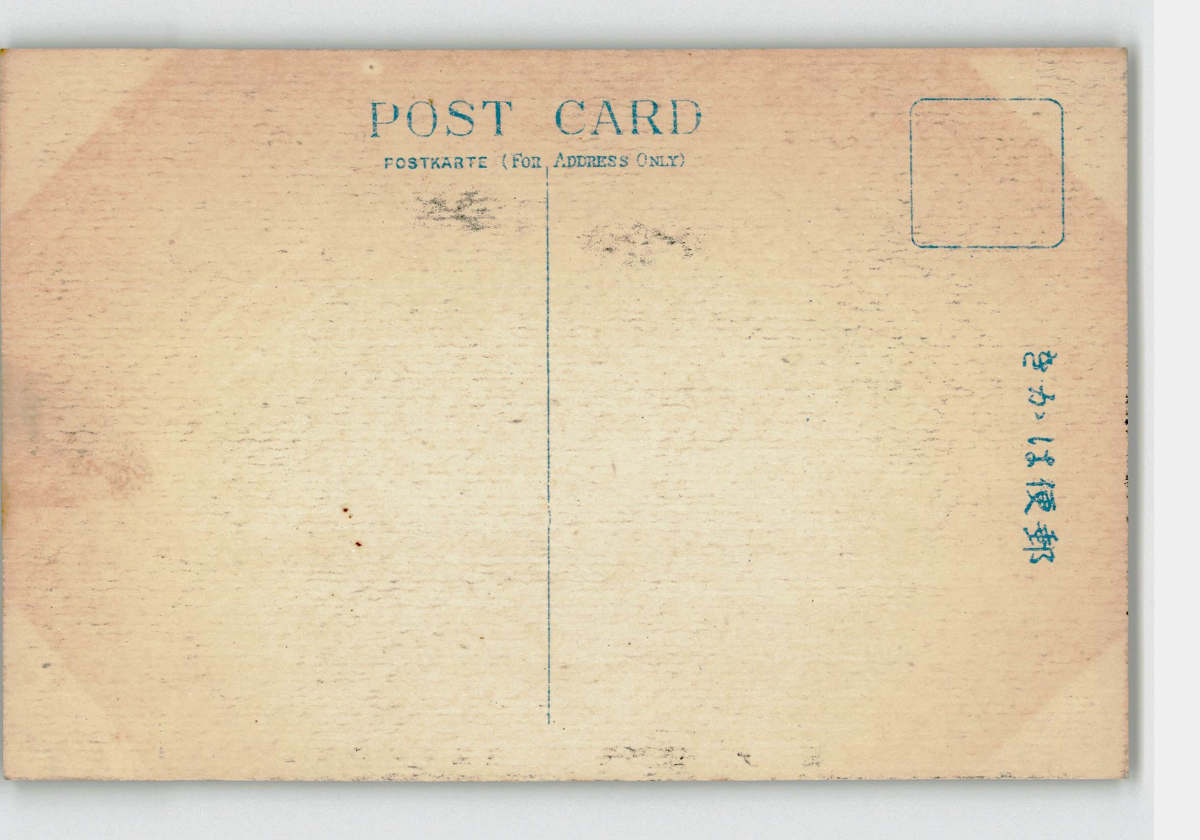 POST CARD
POSTKARTE (FOR ADDRESS ONLY)
郵便はがき